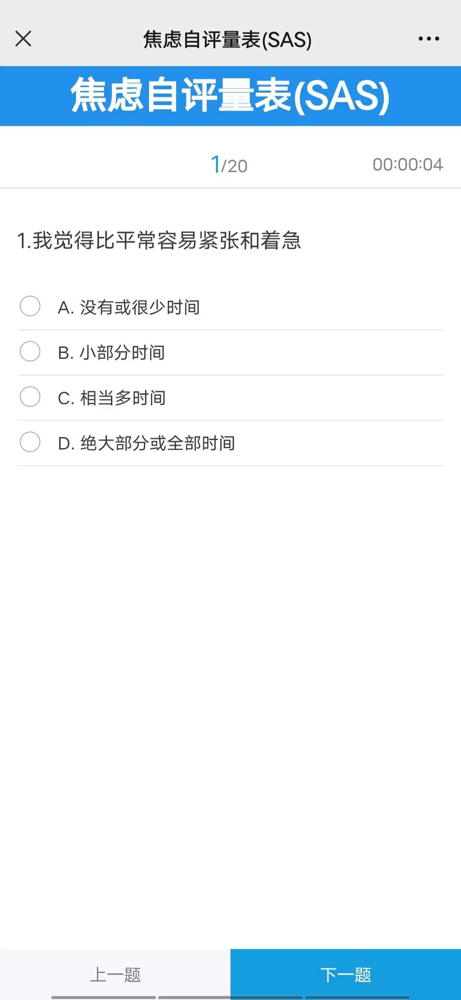 焦虑自评量表(SAS)
焦虑自评量表(SAS)
1/20
00:00:04
1.我觉得比平常容易紧张和着急
A. 没有或很少时间
B. 小部分时间
C. 相当多时间
D. 绝大部分或全部时间
上一题
下一题